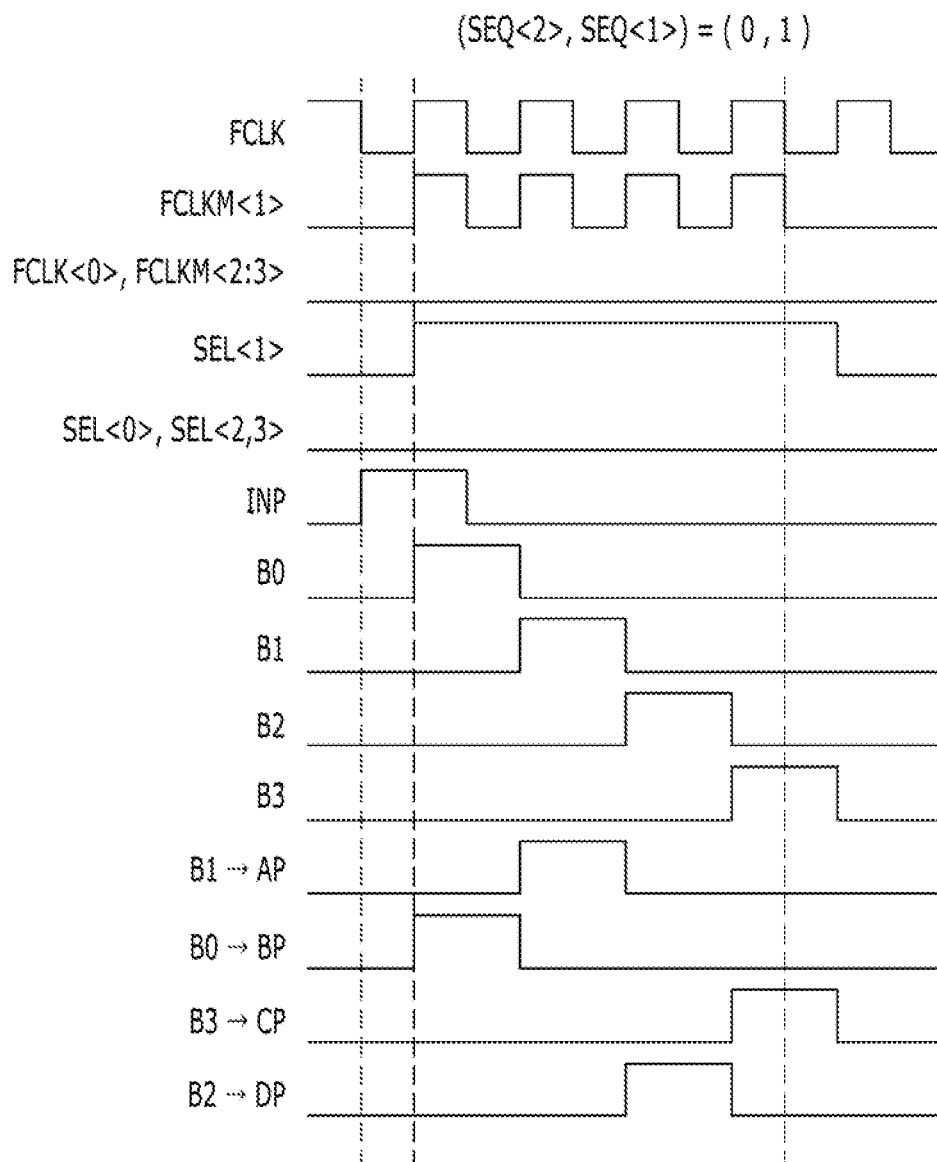 (SEQ<2>, SEQ<1>) = ( 0 , 1 )
FCLK
FCLKM<1>
FCLK<0>, FCLKM<2:3>
SEL<1>
SEL<0>, SEL<2,3>
INP
B0
B1
B2
B3
B1 → AP
B0 → BP
B3 → CP
B2 → DP